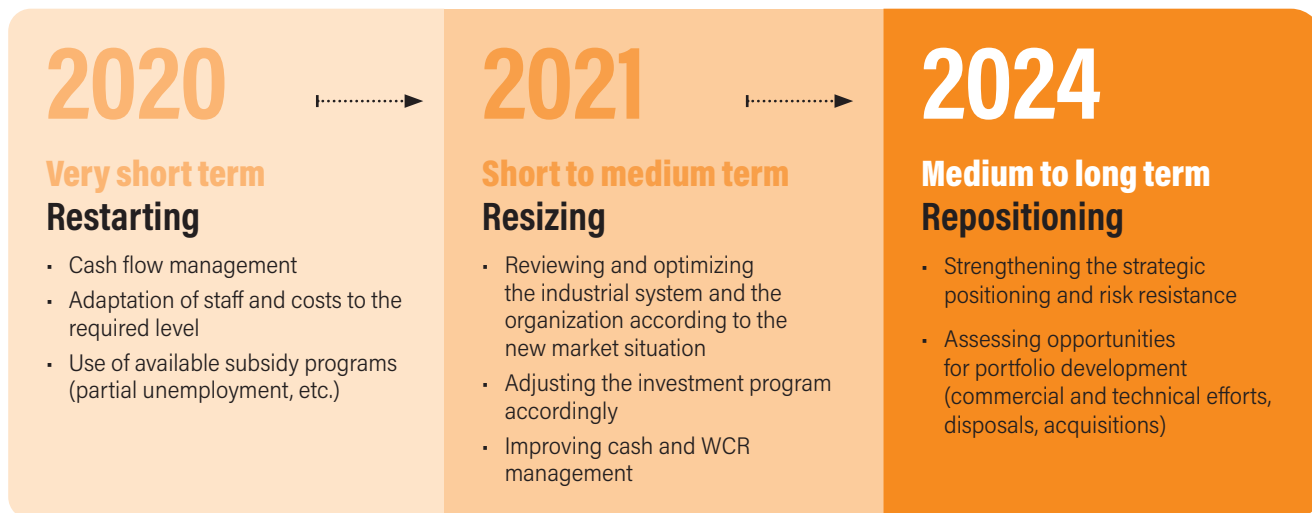 2020
Very short term
Restarting
· Cash flow management
· Adaptation of staff and costs to the
required level
· Use of available subsidy programs
(partial unemployment, etc.)
2021
Short to medium term
Resizing
· Reviewing and optimizing
the industrial system and the
organization according to the
new market situation
· Adjusting the investment program
accordingly
· Improving cash and WCR
management
2024
Medium to long term
Repositioning
· Strengthening the strategic
positioning and risk resistance
· Assessing opportunities
for portfolio development
(commercial and technical efforts,
disposals, acquisitions)